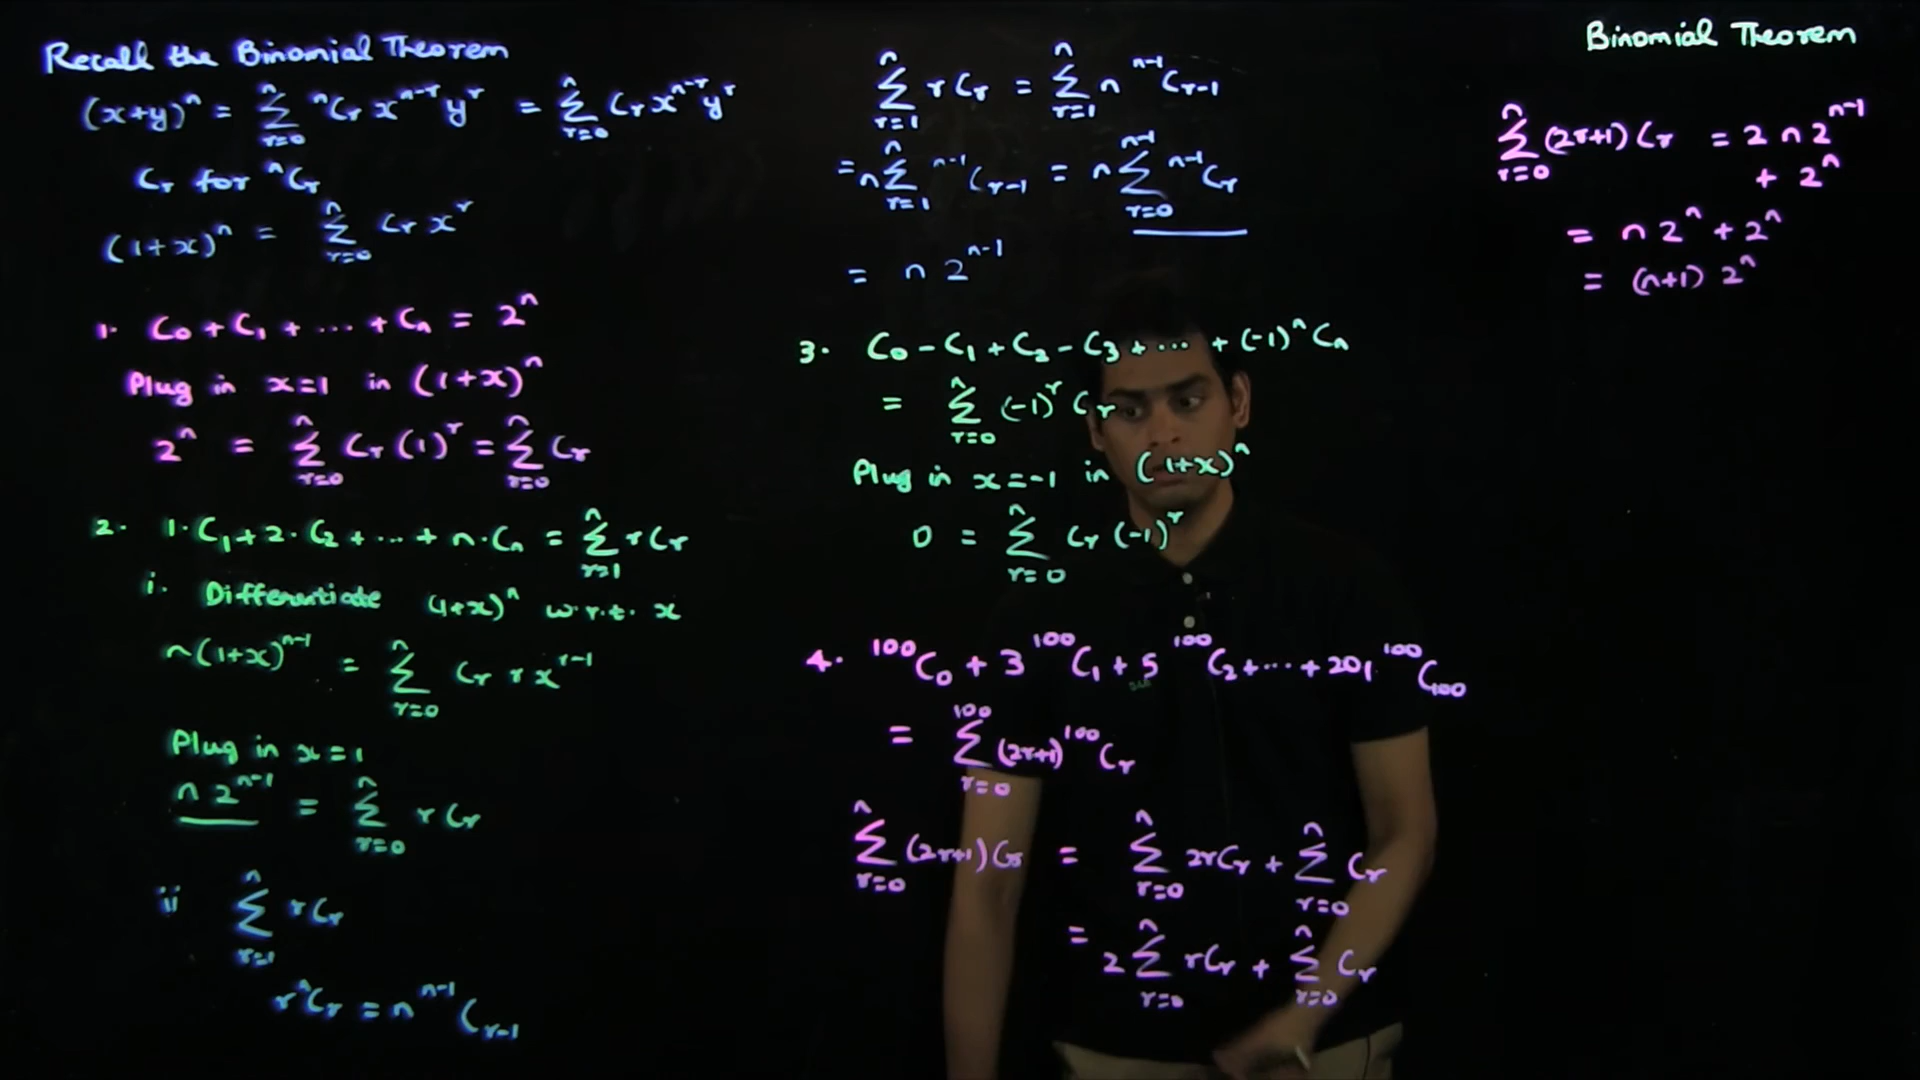 Recall the Binomial Theorem
(x+y)^n = Σ_{r=0}^{n} ^nC_r x^{n-r} y^r = Σ_{r=0}^{n} C_r x^{n-r} y^r
C_r for ^nC_r
(1+x)^n = Σ_{r=0}^{n} C_r x^r
1. C_0 + C_1 + ... + C_n = 2^n
Plug in x=1 in (1+x)^n
2^n = Σ_{r=0}^{n} C_r (1)^r = Σ_{r=0}^{n} C_r
2. 1·C_1 + 2·C_2 + ... + n·C_n = Σ_{r=1}^{n} r C_r
i. Differentiate (1+x)^n w.r.t. x
n(1+x)^{n-1} = Σ_{r=0}^{n} C_r r x^{r-1}
Plug in x=1
n 2^{n-1} = Σ_{r=0}^{n} r C_r
ii Σ_{r=1}^{n} r C_r
r ^nC_r = n ^{n-1}C_{r-1}
Σ_{r=1}^{n} r C_r = Σ_{r=1}^{n} n ^{n-1}C_{r-1}
= n Σ_{r=1}^{n} ^{n-1}C_{r-1} = n Σ_{r=0}^{n-1} ^{n-1}C_r
= n 2^{n-1}
3. C_0 - C_1 + C_2 - C_3 + ... + (-1)^n C_n
= Σ_{r=0}^{n} (-1)^r C_r
Plug in x=-1 in (1+x)^n
0 = Σ_{r=0}^{n} C_r (-1)^r
4. ^{100}C_0 + 3 ^{100}C_1 + 5 ^{100}C_2 + ... + 201 ^{100}C_{100}
= Σ_{r=0}^{100} (2r+1) ^{100}C_r
Σ_{r=0}^{n} (2r+1) C_r = Σ_{r=0}^{n} 2r C_r + Σ_{r=0}^{n} C_r
= 2 Σ_{r=0}^{n} r C_r + Σ_{r=0}^{n} C_r
Binomial Theorem
Σ_{r=0}^{n} (2r+1) C_r = 2 n 2^{n-1}
+ 2^n
= n 2^n + 2^n
= (n+1) 2^n